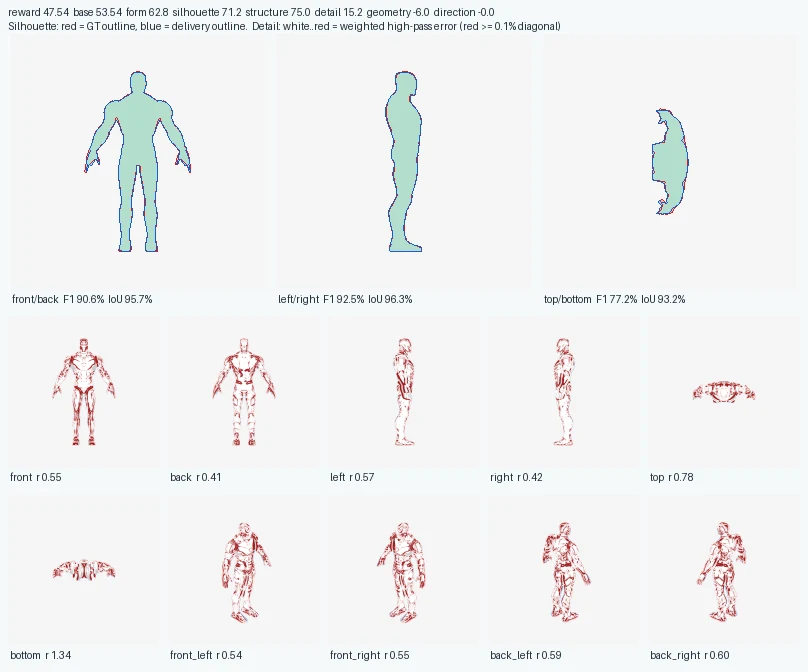 reward 47.54 base 53.54 form 62.8 silhouette 71.2 structure 75.0 detail 15.2 geometry -6.0 direction -0.0
Silhouette: red = GT outline, blue = delivery outline. Detail: white..red = weighted high-pass error (red >= 0.1% diagonal)
front/back F1 90.6% IoU 95.7%
left/right F1 92.5% IoU 96.3%
top/bottom F1 77.2% IoU 93.2%
front r 0.55
back r 0.41
left r 0.57
right r 0.42
top r 0.78
bottom r 1.34
front_left r 0.54
front_right r 0.55
back_left r 0.59
back_right r 0.60